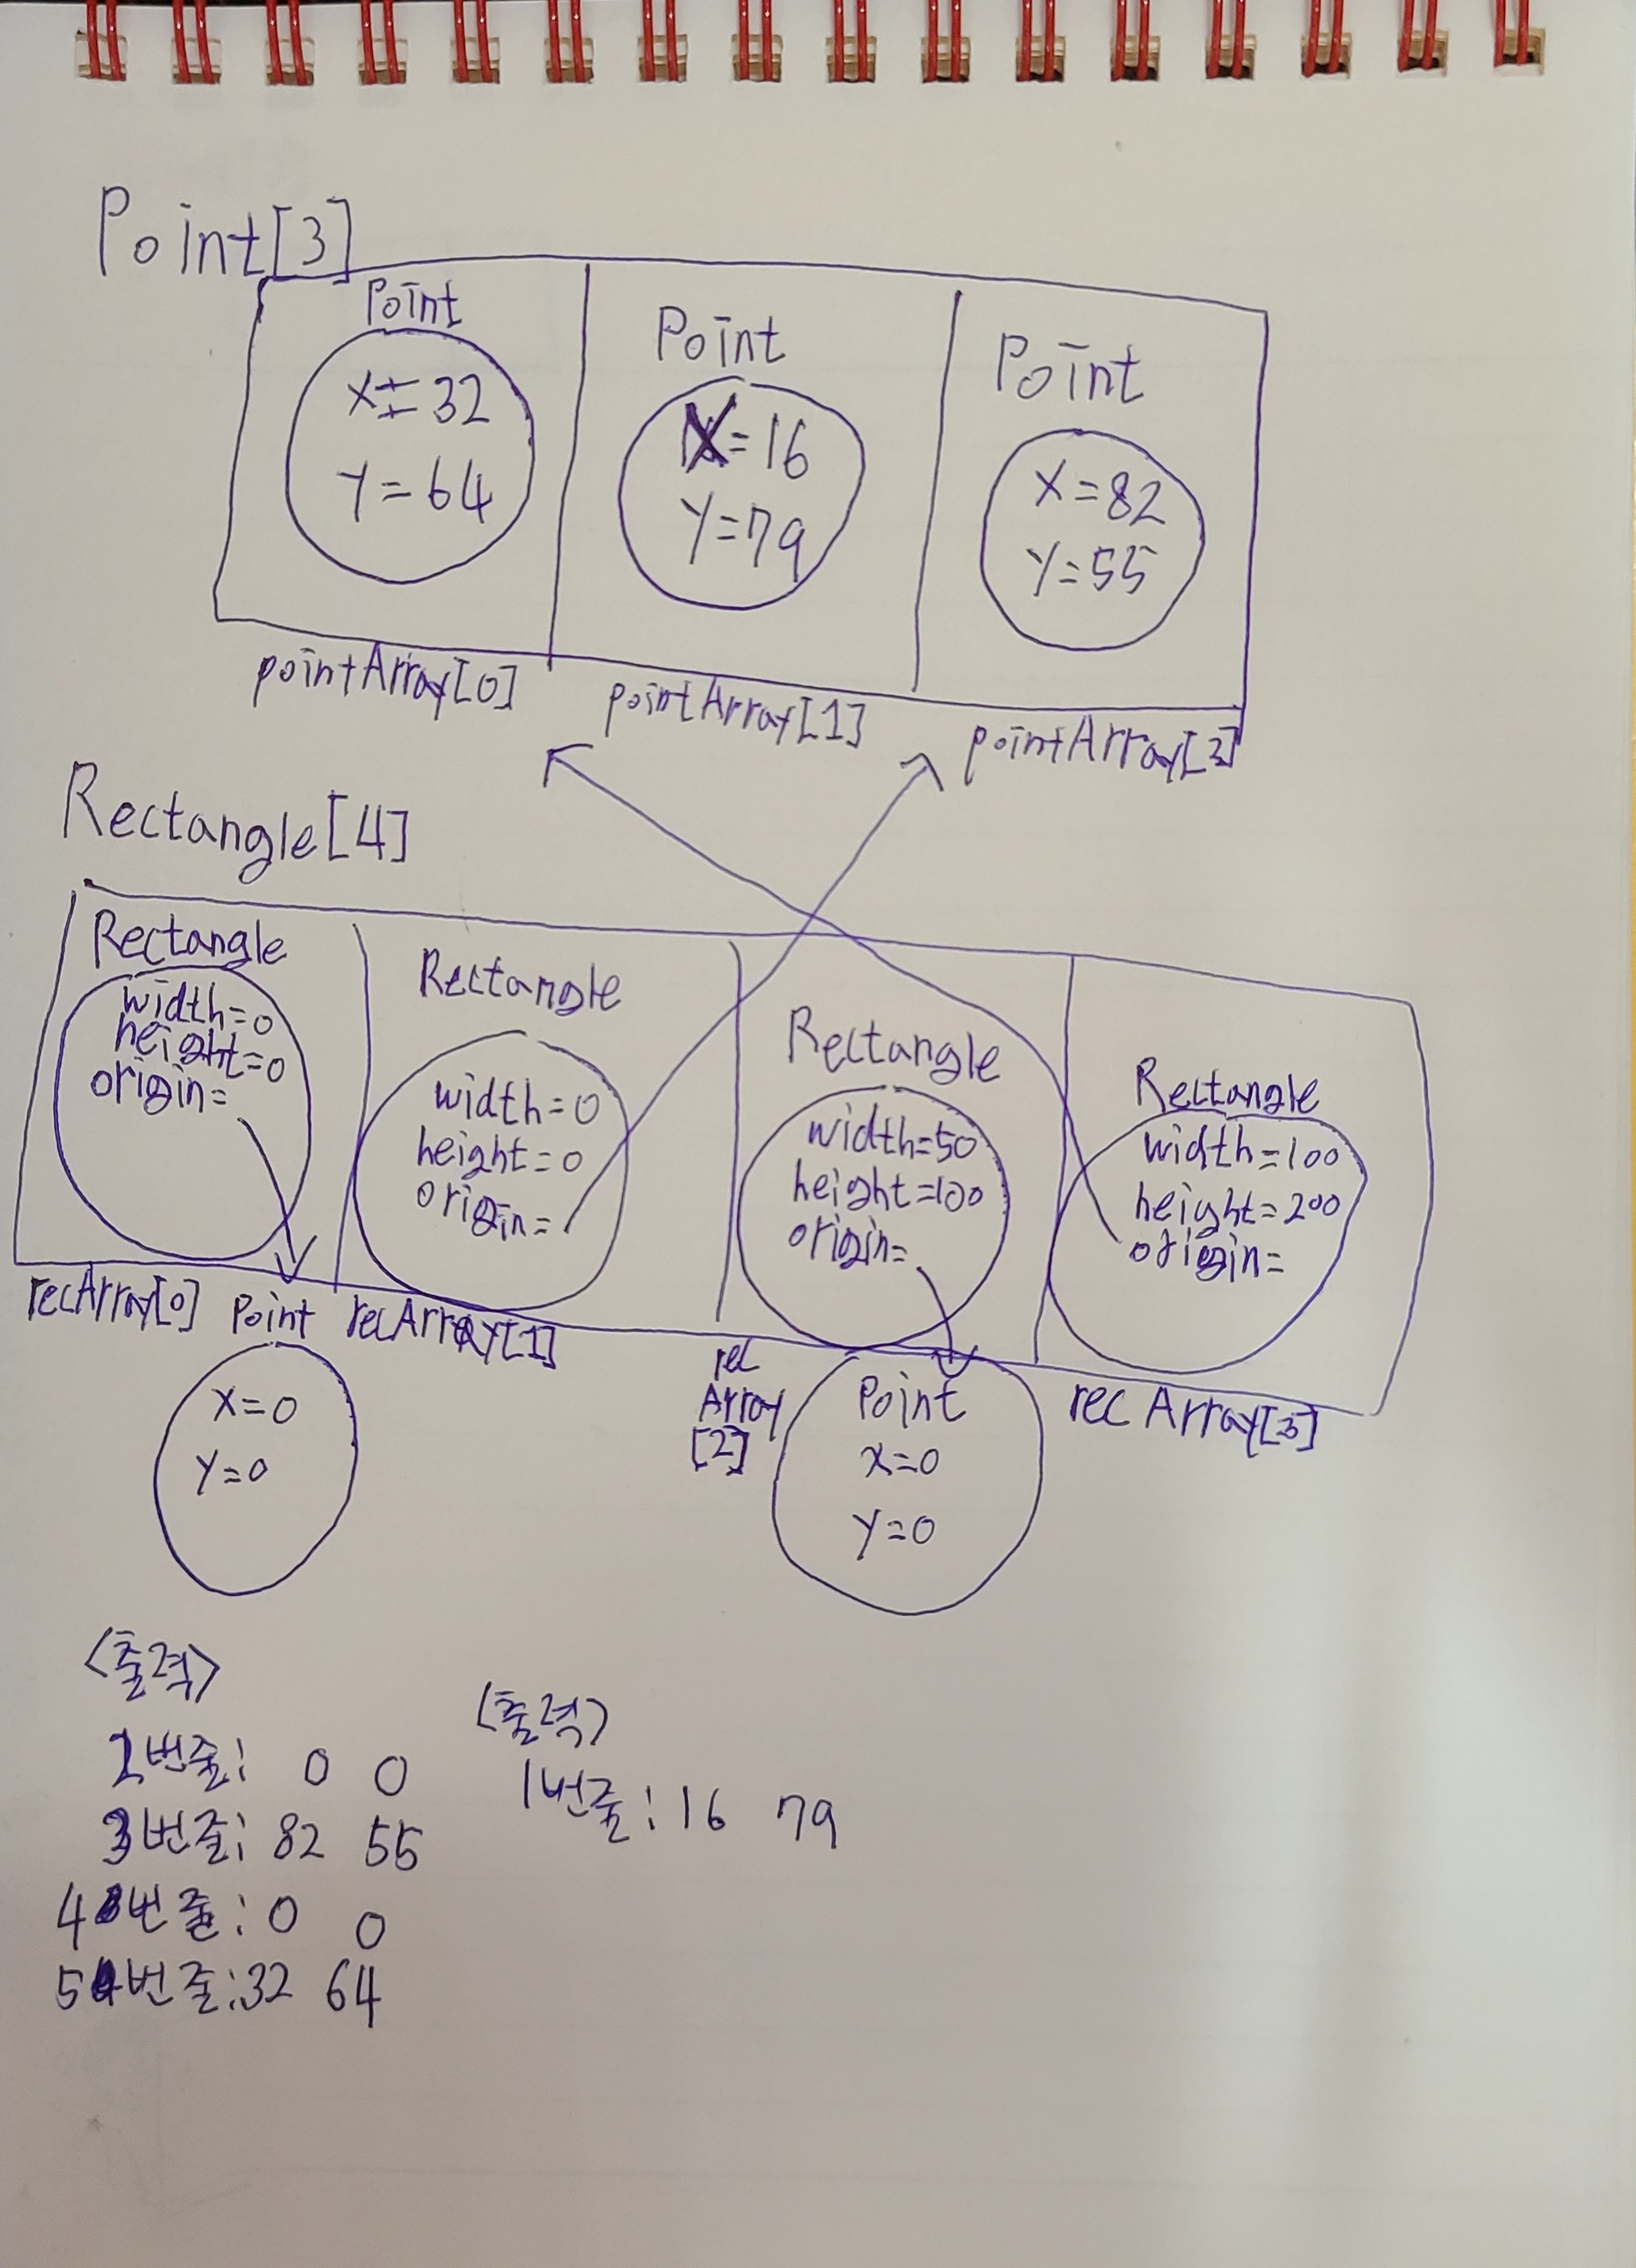 Point[3]
Point
X=32
Y=64
Point
X=16
Y=79
Point
X=82
Y=55
pointArray[0]
pointArray[1]
pointArray[2]
Rectangle[4]
Rectangle
width=0
height=0
origin=
Rectangle
width=0
height=0
origin=
Rectangle
width=50
height=100
origin=
Rectangle
width=100
height=200
origin=
recArray[0]
Point
X=0
Y=0
recArray[1]
rec
Array
[2]
Point
X=0
Y=0
recArray[3]
<출력>
2번줄: 0 0
3번줄: 82 55
4번줄: 0 0
5번줄: 32 64
<출력>
1번줄: 16 79